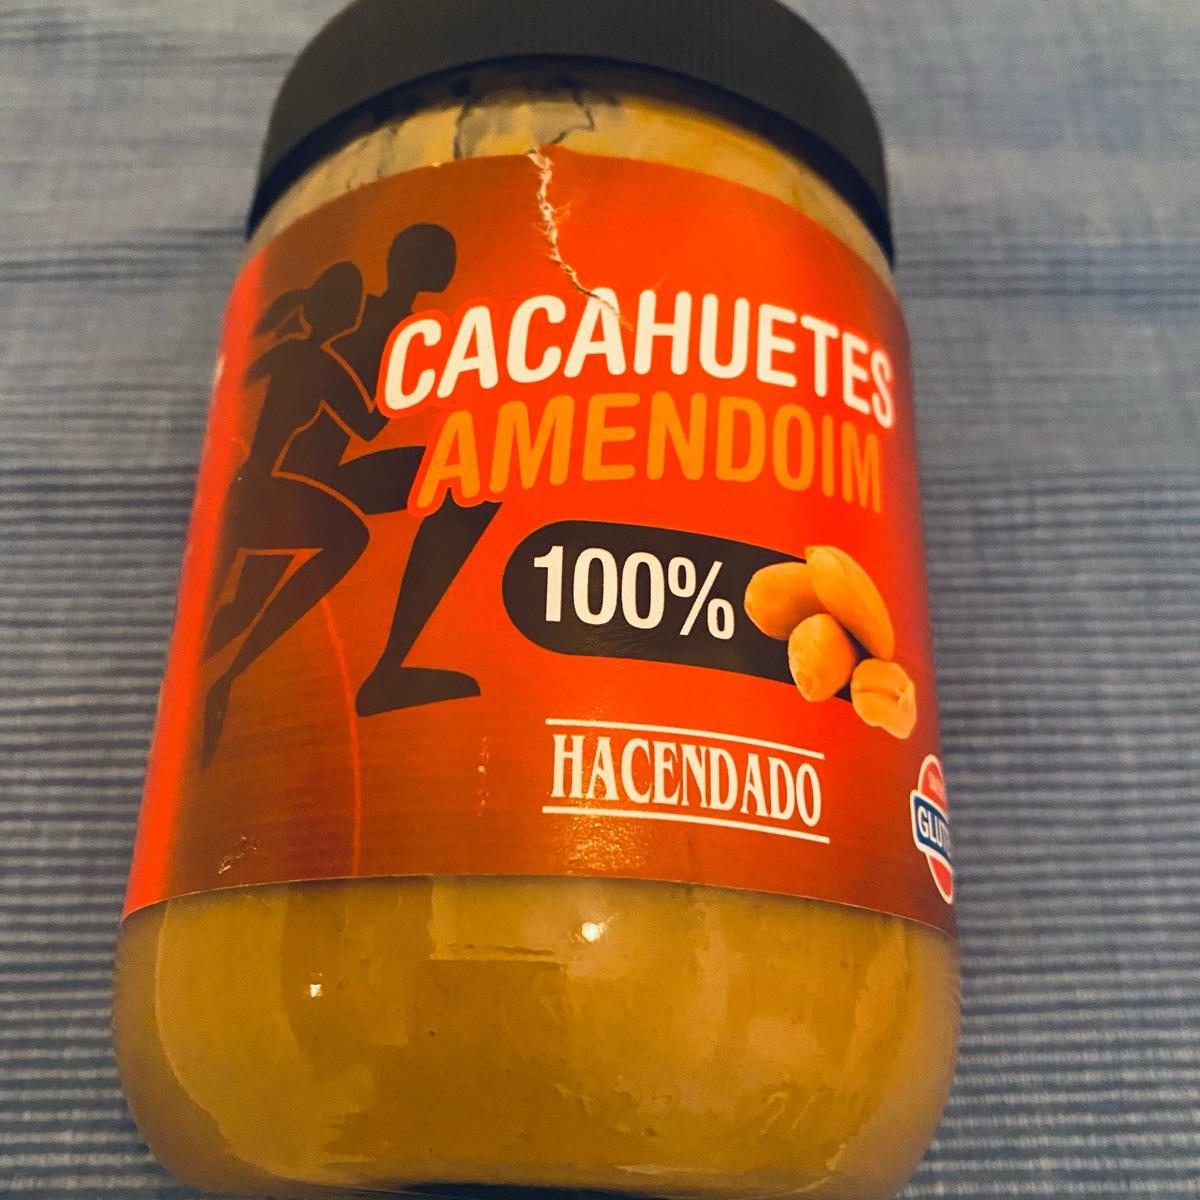 CACAHUETES
AMENDOIM
100%
HACENDADO